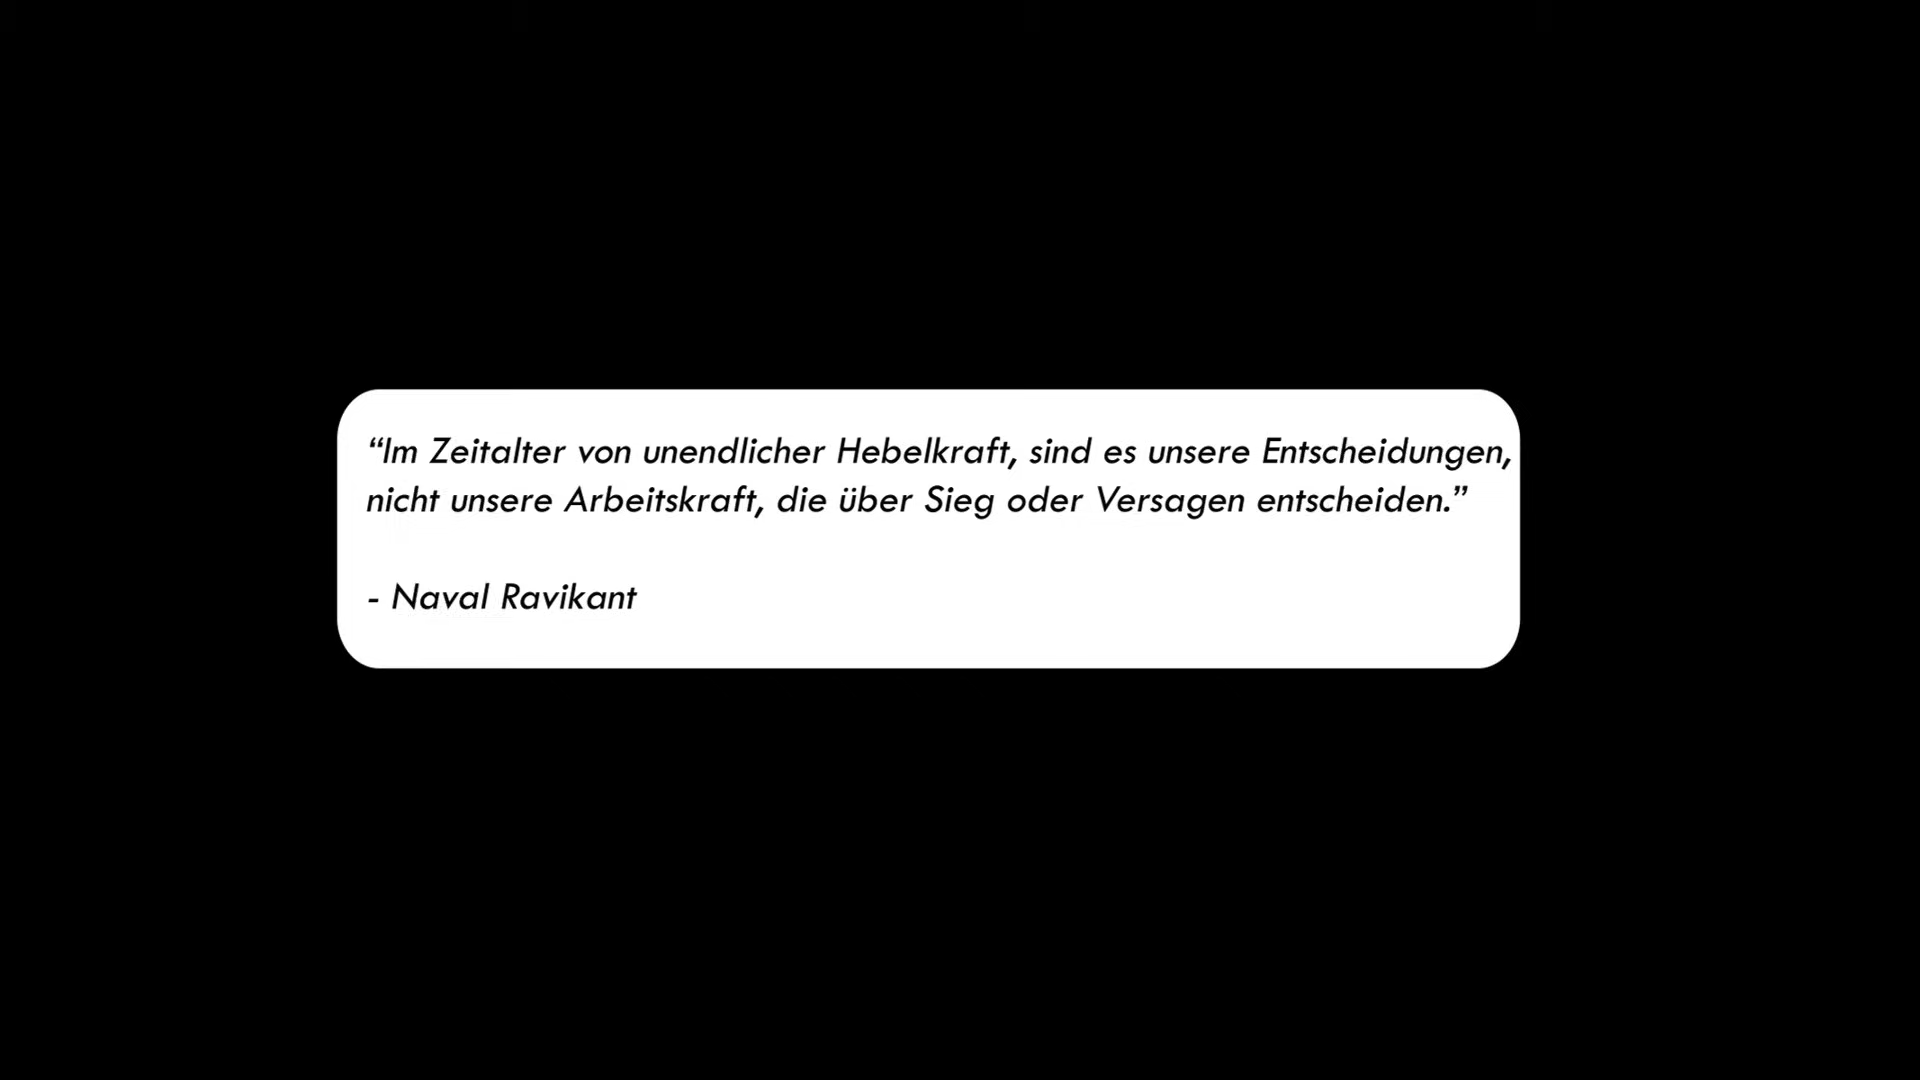 “Im Zeitalter von unendlicher Hebelkraft, sind es unsere Entscheidungen,
nicht unsere Arbeitskraft, die über Sieg oder Versagen entscheiden.”
- Naval Ravikant